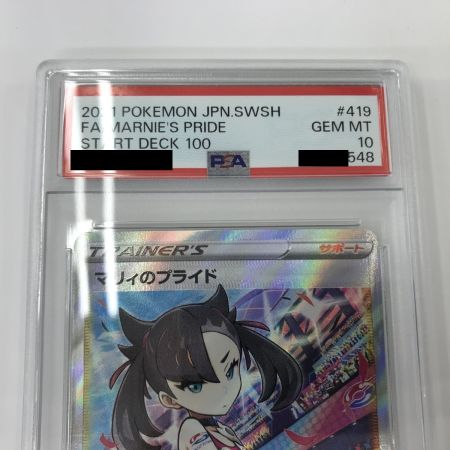 2021 POKEMON JPN.SWSH #419
FA/MARNIE'S PRIDE GEM MT
START DECK 100 10
PSA 548
TRAINER'S サポート
マリィのプライド